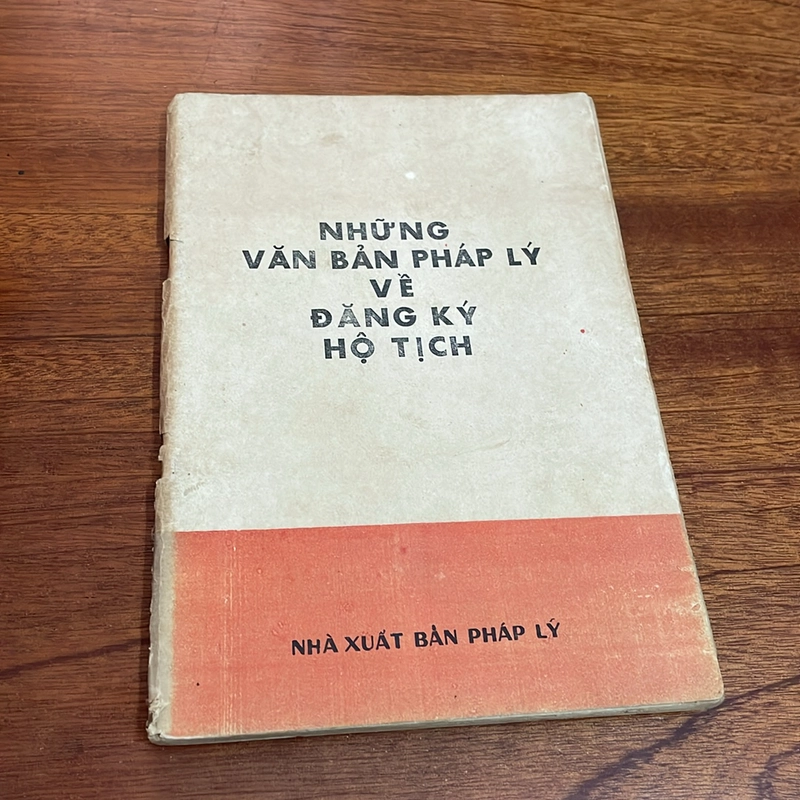 NHỮNG
VĂN BẢN PHÁP LÝ
VỀ
ĐĂNG KÝ
HỘ TỊCH
NHÀ XUẤT BẢN PHÁP LÝ